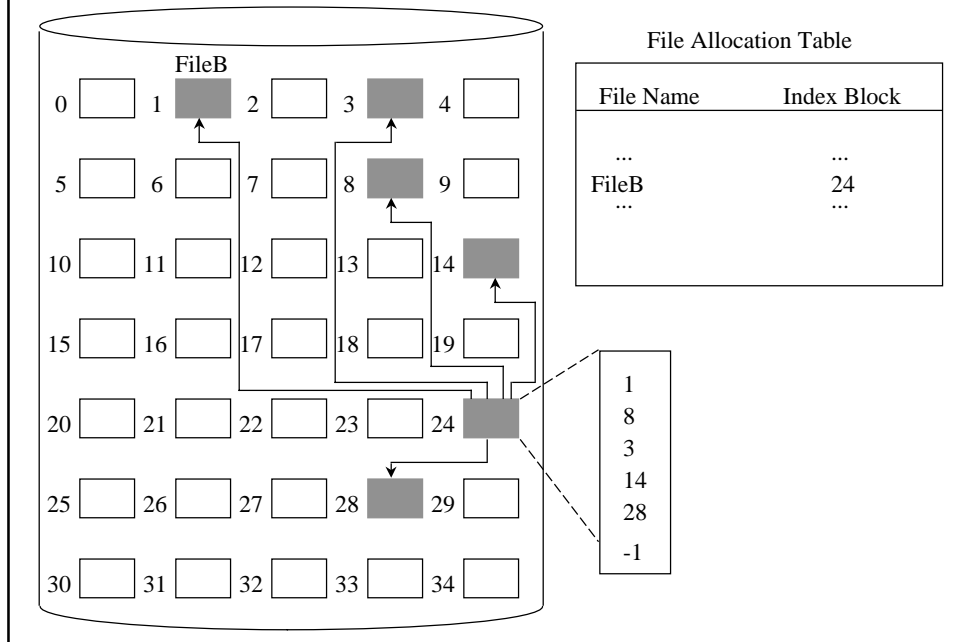 File Allocation Table
File Name Index Block
... ...
FileB 24
... ...
FileB
0 1 2 3 4
5 6 7 8 9
10 11 12 13 14
15 16 17 18 19
20 21 22 23 24
25 26 27 28 29
30 31 32 33 34
1
8
3
14
28
-1